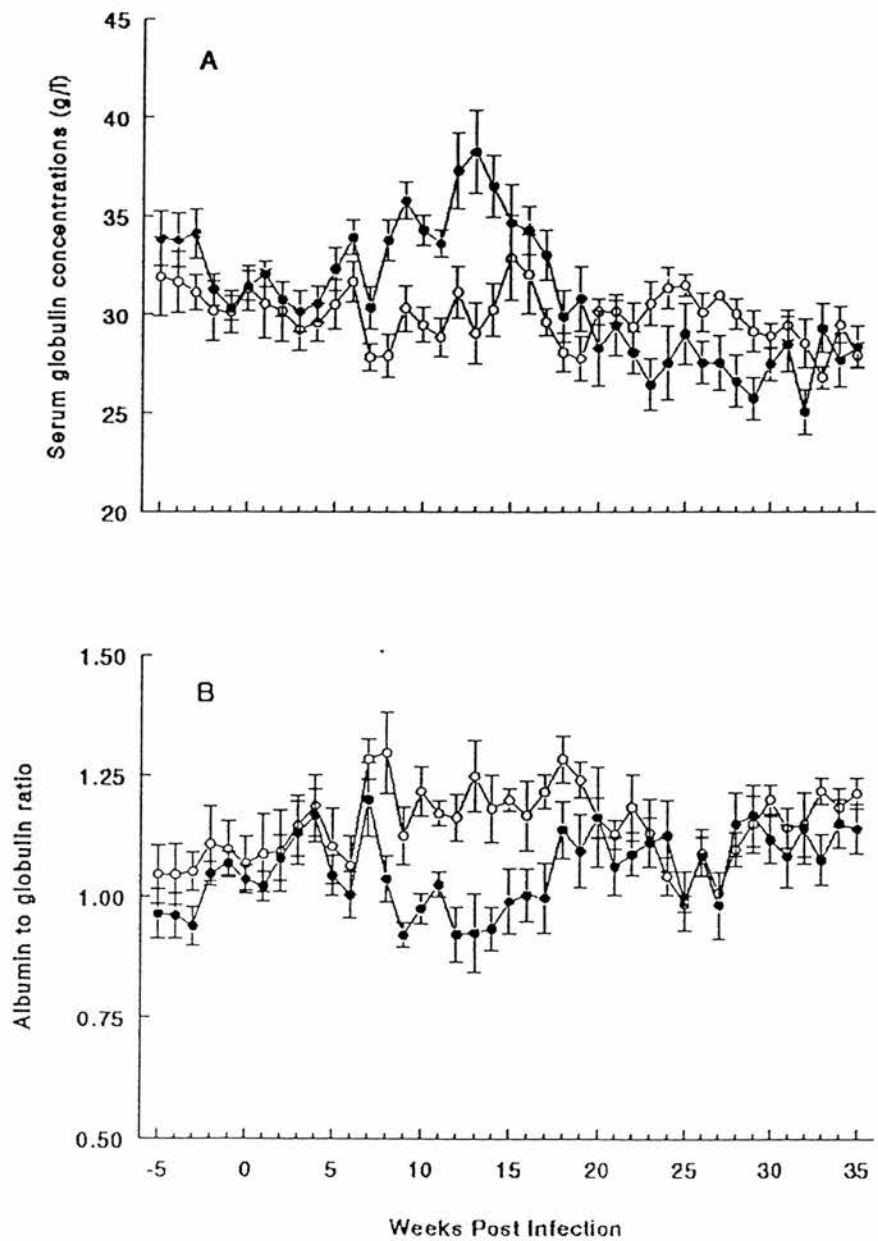 A
Serum globulin concentrations (g/l)
45
40
35
30
25
20
B
Albumin to globulin ratio
1.50
1.25
1.00
0.75
0.50
-5 0 5 10 15 20 25 30 35
Weeks Post Infection